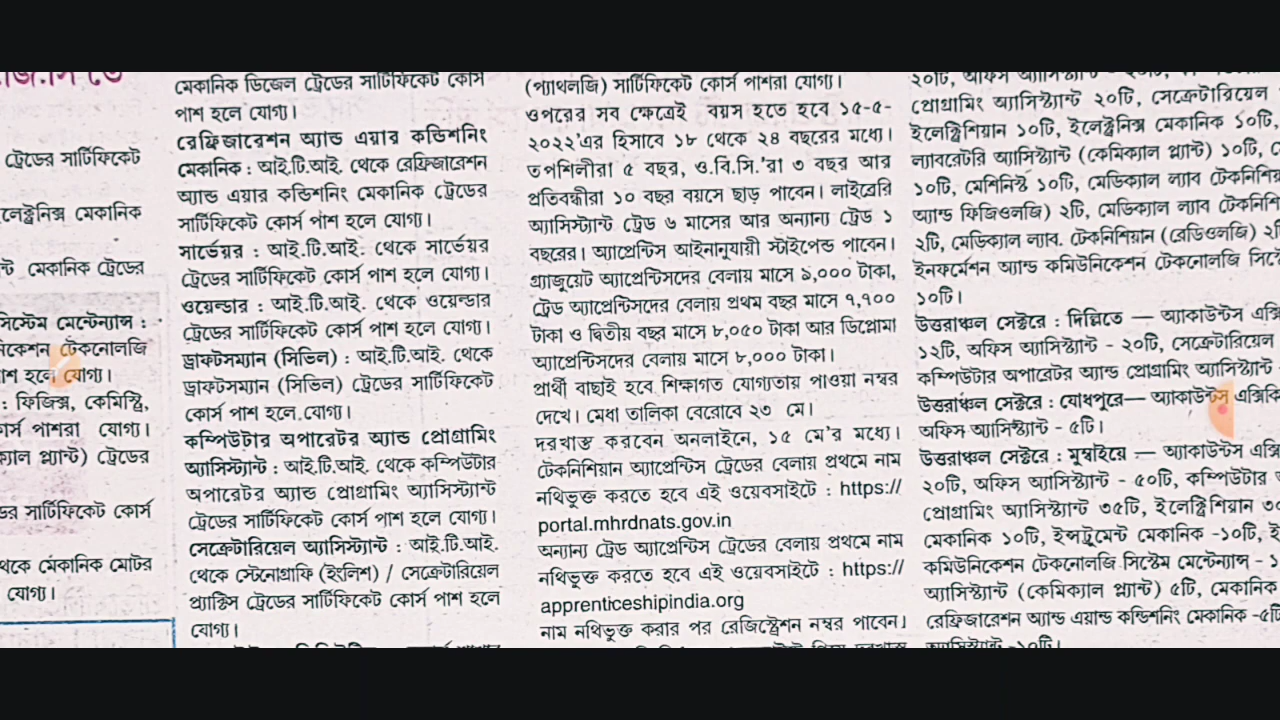 ট্রেডের সার্টিফিকেট
মেকানিক
মেকানিক ট্রেডের
সিস্টেম মেন্টেন্যান্স :
টেকনোলজি
হলে যোগ্য।
: ফিজিক্স, কেমিস্ট্রি,
কোর্স পাশরা যোগ্য।
প্ল্যান্ট) ট্রেডের
সার্টিফিকেট কোর্স
থেকে মেকানিক মোটর
যোগ্য।
মেকানিক ডিজেল ট্রেডের সার্টিফিকেট কোর্স
পাশ হলে যোগ্য।
রেফ্রিজারেশন অ্যান্ড এয়ার কন্ডিশনিং
মেকানিক : আই.টি.আই. থেকে রেফ্রিজারেশন
অ্যান্ড এয়ার কন্ডিশনিং মেকানিক ট্রেডের
সার্টিফিকেট কোর্স পাশ হলে যোগ্য।
সার্ভেয়র : আই.টি.আই. থেকে সার্ভেয়র
ট্রেডের সার্টিফিকেট কোর্স পাশ হলে যোগ্য।
ওয়েল্ডার : আই.টি.আই. থেকে ওয়েল্ডার
ট্রেডের সার্টিফিকেট কোর্স পাশ হলে যোগ্য।
ড্রাফটসম্যান (সিভিল) : আই.টি.আই. থেকে
ড্রাফটসম্যান (সিভিল) ট্রেডের সার্টিফিকেট
কোর্স পাশ হলে.যোগ্য।
কম্পিউটার অপারেটর অ্যান্ড প্রোগ্রামিং
অ্যাসিস্ট্যান্ট : আই.টি.আই. থেকে কম্পিউটার
অপারেটর অ্যান্ড প্রোগ্রামিং অ্যাসিস্ট্যান্ট
ট্রেডের সার্টিফিকেট কোর্স পাশ হলে যোগ্য।
সেক্রেটারিয়েল অ্যাসিস্ট্যান্ট : আই.টি.আই.
থেকে স্টেনোগ্রাফি (ইংলিশ) / সেক্রেটারিয়েল
প্র্যাক্টিস ট্রেডের সার্টিফিকেট কোর্স পাশ হলে
যোগ্য।
(প্যাথলজি) সার্টিফিকেট কোর্স পাশরা যোগ্য।
ওপরের সব ক্ষেত্রেই বয়স হতে হবে ১৫-৫-
২০২২'এর হিসাবে ১৮ থেকে ২৪ বছরের মধ্যে।
তপশিলীরা ৫ বছর, ও.বি.সি.'রা ৩ বছর আর
প্রতিবন্ধীরা ১০ বছর বয়সে ছাড় পাবেন। লাইব্রেরি
অ্যাসিস্ট্যান্ট ট্রেড ৬ মাসের আর অন্যান্য ট্রেড ১
বছরের। অ্যাপ্রেন্টিস আইনানুযায়ী স্টাইপেন্ড পাবেন।
গ্র্যাজুয়েট অ্যাপ্রেন্টিসদের বেলায় মাসে ৯,০০০ টাকা,
ট্রেড অ্যাপ্রেন্টিসদের বেলায় প্রথম বছর মাসে ৭,৭০০
টাকা ও দ্বিতীয় বছর মাসে ৮,০৫০ টাকা আর ডিপ্লোমা
অ্যাপ্রেন্টিসদের বেলায় মাসে ৮,০০০ টাকা।
প্রার্থী বাছাই হবে শিক্ষাগত যোগ্যতায় পাওয়া নম্বর
দেখে। মেধা তালিকা বেরোবে ২৩ মে।
দরখাস্ত করবেন অনলাইনে, ১৫ মে'র মধ্যে।
টেকনিশিয়ান অ্যাপ্রেন্টিস ট্রেডের বেলায় প্রথমে নাম
নথিভুক্ত করতে হবে এই ওয়েবসাইটে : https://
portal.mhrdnats.gov.in
অন্যান্য ট্রেড অ্যাপ্রেন্টিস ট্রেডের বেলায় প্রথমে নাম
নথিভুক্ত করতে হবে এই ওয়েবসাইটে : https://
apprenticeshipindia.org
নাম নথিভুক্ত করার পর রেজিস্ট্রেশন নম্বর পাবেন।
২০টি, অফিস অ্যাসিস্ট্যান্ট -
প্রোগ্রামিং অ্যাসিস্ট্যান্ট ২০টি, সেক্রেটারিয়েল
ইলেক্ট্রিশিয়ান ১০টি, ইলেক্ট্রনিক্স মেকানিক ১০টি,
ল্যাবরেটরি অ্যাসিস্ট্যান্ট (কেমিক্যাল প্ল্যান্ট) ১০টি,
১০টি, মেশিনিস্ট ১০টি, মেডিক্যাল ল্যাব
অ্যান্ড ফিজিওলজি) ২টি, মেডিক্যাল ল্যাব
২টি, মেডিক্যাল ল্যাব. টেকনিশিয়ান (রেডিওলজি)
ইনফর্মেশন অ্যান্ড কমিউনিকেশন টেকনোলজি
১০টি।
উত্তরাঞ্চল সেক্টরে : দিল্লিতে — অ্যাকাউন্টস
১২টি, অফিস অ্যাসিস্ট্যান্ট - ২০টি, সেক্রেটারিয়েল
কম্পিউটার অপারেটর অ্যান্ড প্রোগ্রামিং অ্যাসিস্ট্যান্ট
উত্তরাঞ্চল সেক্টরে : যোধপুরে— অ্যাকাউন্টস
অফিস অ্যাসিস্ট্যান্ট - ৫টি।
উত্তরাঞ্চল সেক্টরে : মুম্বাইয়ে — অ্যাকাউন্টস
২০টি, অফিস অ্যাসিস্ট্যান্ট - ৫০টি, কম্পিউটার
প্রোগ্রামিং অ্যাসিস্ট্যান্ট ৩৫টি, ইলেক্ট্রিশিয়ান
মেকানিক ১০টি, ইন্সট্রুমেন্ট মেকানিক -১০টি,
কমিউনিকেশন টেকনোলজি সিস্টেম মেন্টেন্যান্স -
অ্যাসিস্ট্যান্ট (কেমিক্যাল প্ল্যান্ট) ৫টি, মেকানিক
রেফ্রিজারেশন অ্যান্ড এয়ান্ড কন্ডিশনিং মেকানিক
অ্যাসিস্ট্যান্ট -১০টি।